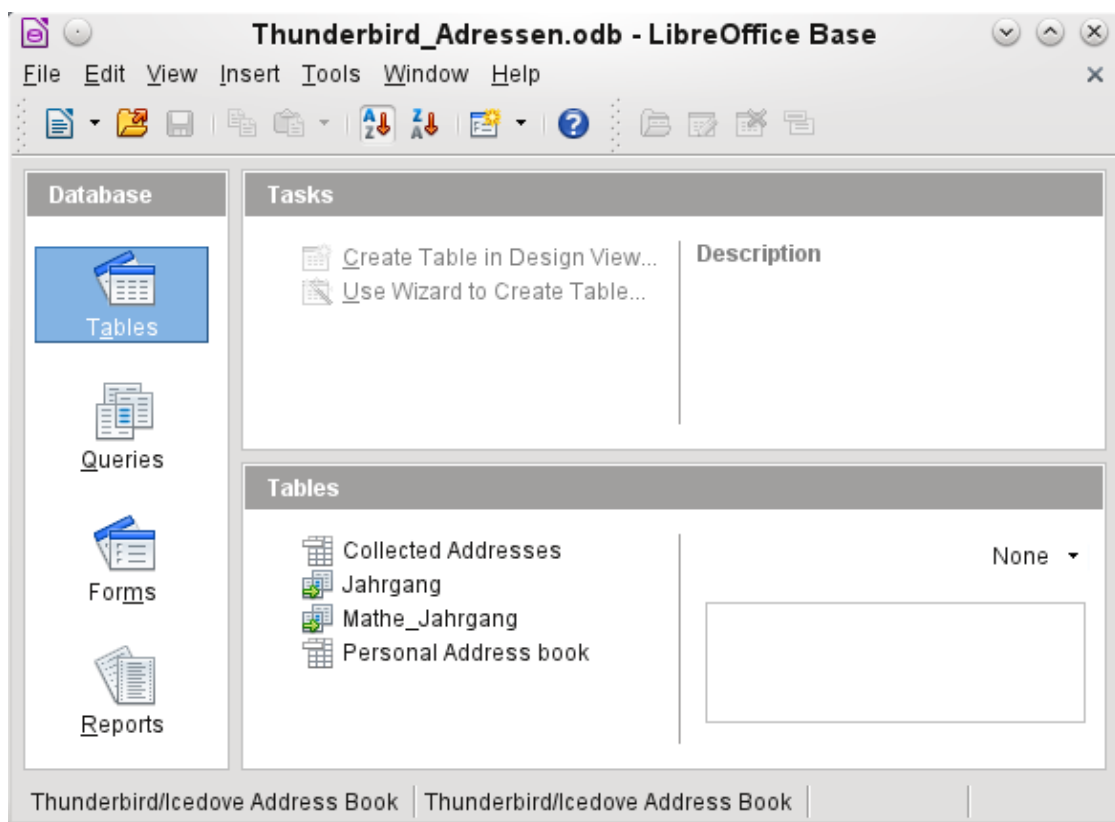 Thunderbird_Adressen.odb - LibreOffice Base
File Edit View Insert Tools Window Help
Database
Tables
Queries
Forms
Reports
Tasks
Create Table in Design View...
Use Wizard to Create Table...
Description
Tables
Collected Addresses
Jahrgang
Mathe_Jahrgang
Personal Address book
None
Thunderbird/Icedove Address Book Thunderbird/Icedove Address Book